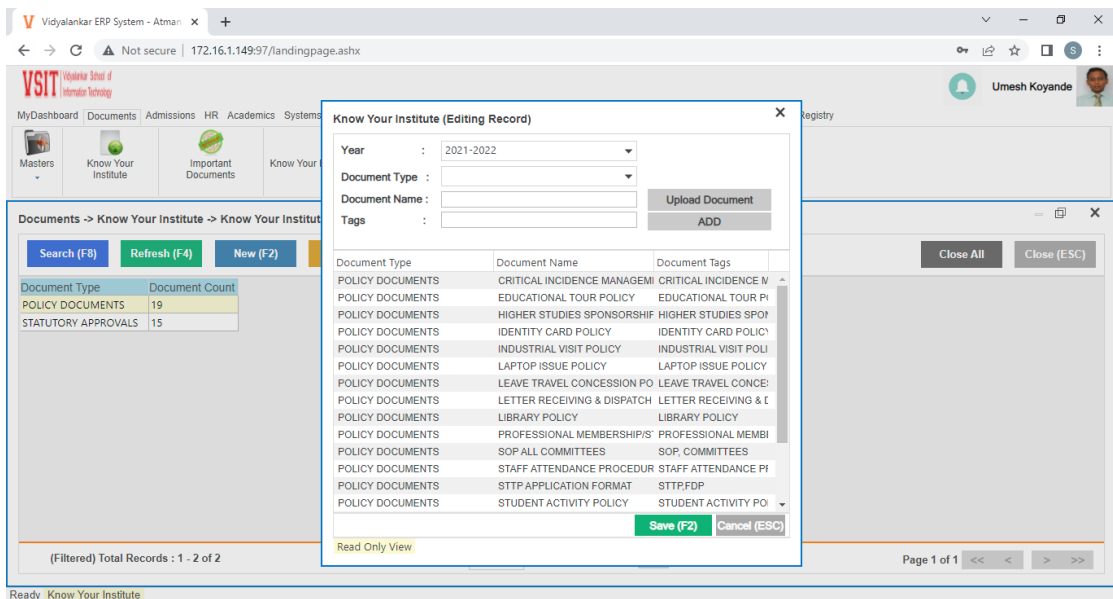 Vidyalankar ERP System - Atman
Not secure | 172.16.1.149:97/landingpage.ashx
S
VSIT Vidyalankar School of
Information Technology
Umesh Koyande
MyDashboard Documents Admissions HR Academics Systems
Registry
Masters
Know Your
Institute
Important
Documents
Know Your
Documents -> Know Your Institute -> Know Your Institut
Search (F8) Refresh (F4) New (F2)
Close All Close (ESC)
Document Type Document Count
POLICY DOCUMENTS 19
STATUTORY APPROVALS 15
Know Your Institute (Editing Record)
Year : 2021-2022
Document Type :
Document Name : Upload Document
Tags : ADD
Document Type Document Name Document Tags
POLICY DOCUMENTS CRITICAL INCIDENCE MANAGEM CRITICAL INCIDENCE M
POLICY DOCUMENTS EDUCATIONAL TOUR POLICY EDUCATIONAL TOUR P
POLICY DOCUMENTS HIGHER STUDIES SPONSORSHIP HIGHER STUDIES SPON
POLICY DOCUMENTS IDENTITY CARD POLICY IDENTITY CARD POLICY
POLICY DOCUMENTS INDUSTRIAL VISIT POLICY INDUSTRIAL VISIT POLI
POLICY DOCUMENTS LAPTOP ISSUE POLICY LAPTOP ISSUE POLICY
POLICY DOCUMENTS LEAVE TRAVEL CONCESSION PO LEAVE TRAVEL CONCE
POLICY DOCUMENTS LETTER RECEIVING & DISPATCH LETTER RECEIVING & D
POLICY DOCUMENTS LIBRARY POLICY LIBRARY POLICY
POLICY DOCUMENTS PROFESSIONAL MEMBERSHIP/S PROFESSIONAL MEMB
POLICY DOCUMENTS SOP ALL COMMITTEES SOP, COMMITTEES
POLICY DOCUMENTS STAFF ATTENDANCE PROCEDUR STAFF ATTENDANCE P
POLICY DOCUMENTS STTP APPLICATION FORMAT STTP,FDP
POLICY DOCUMENTS STUDENT ACTIVITY POLICY STUDENT ACTIVITY PO
Save (F2) Cancel (ESC)
Read Only View
(Filtered) Total Records : 1 - 2 of 2
Page 1 of 1 << < > >>
Ready Know Your Institute